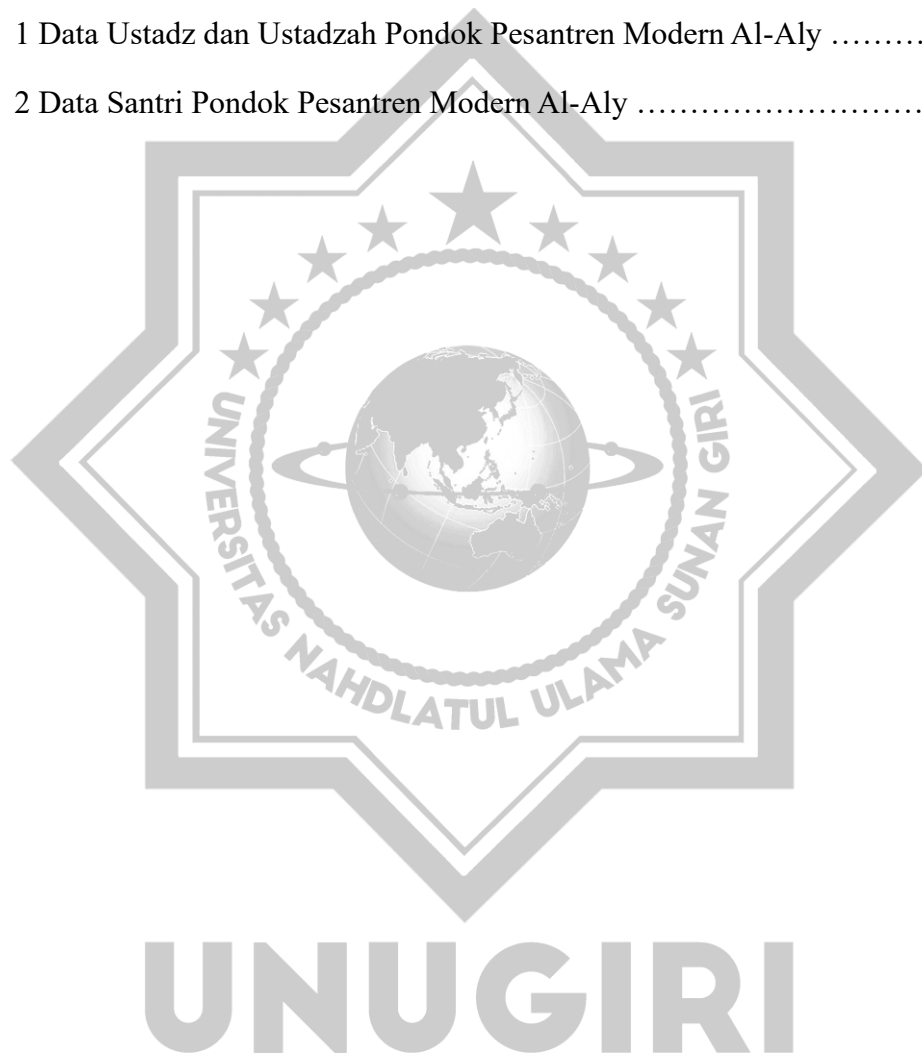 1 Data Ustadz dan Ustadzah Pondok Pesantren Modern Al-Aly ………
2 Data Santri Pondok Pesantren Modern Al-Aly ………………………
UNIVERSITAS NAHDLATUL ULAMA SUNAN GIRI
UNUGIRI